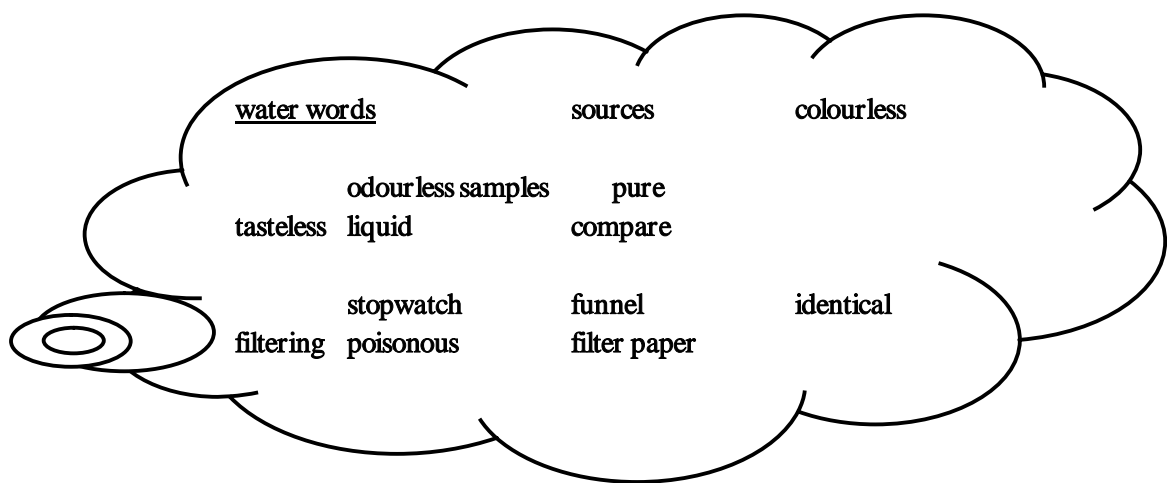 water words sources colourless
odourless samples pure
tasteless liquid compare
stopwatch funnel identical
filtering poisonous filter paper